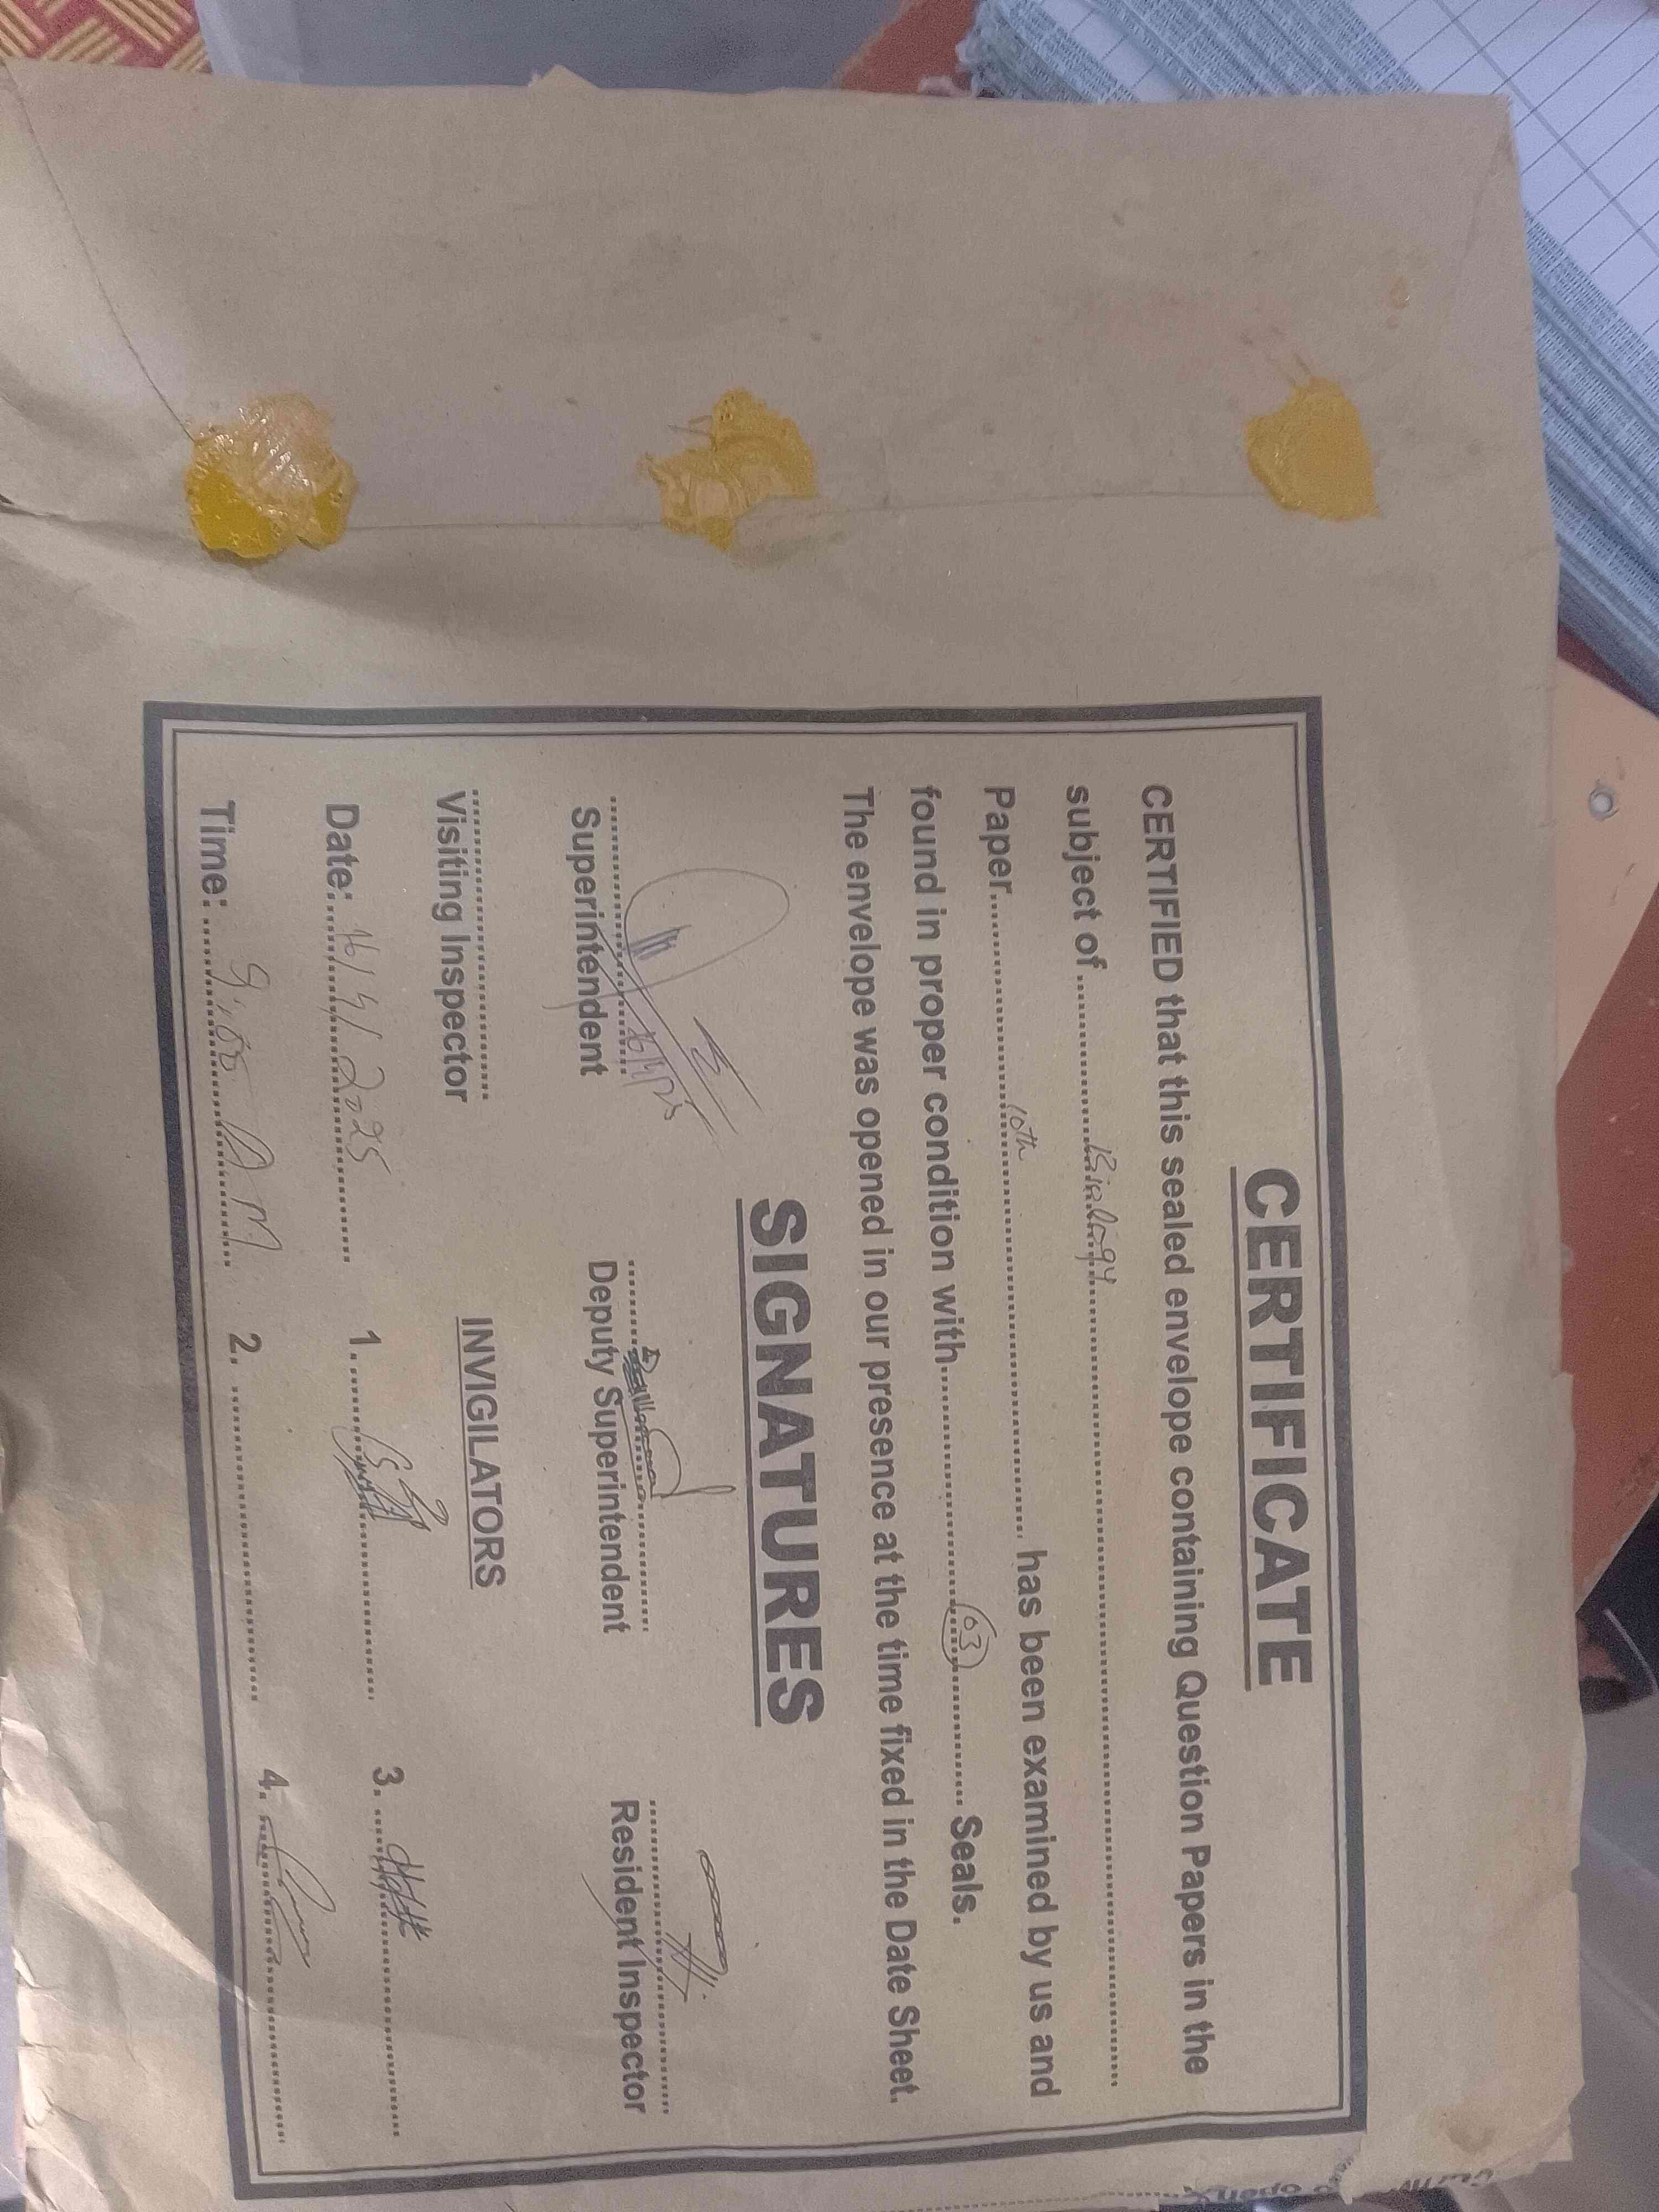 CERTIFICATE
CERTIFIED that this sealed envelope containing Question Papers in the
subject of ............ Biology ............
Paper ............ 10th ............ has been examined by us and
found in proper condition with ............ 03 ............ Seals.
The envelope was opened in our presence at the time fixed in the Date Sheet.
SIGNATURES
Superintendent Deputy Superintendent Resident Inspector
Visiting Inspector
INVIGILATORS
Date: 16/4/2025 1. ............ 3. ............
Time: 9:00 A.M 2. ............ 4. ............